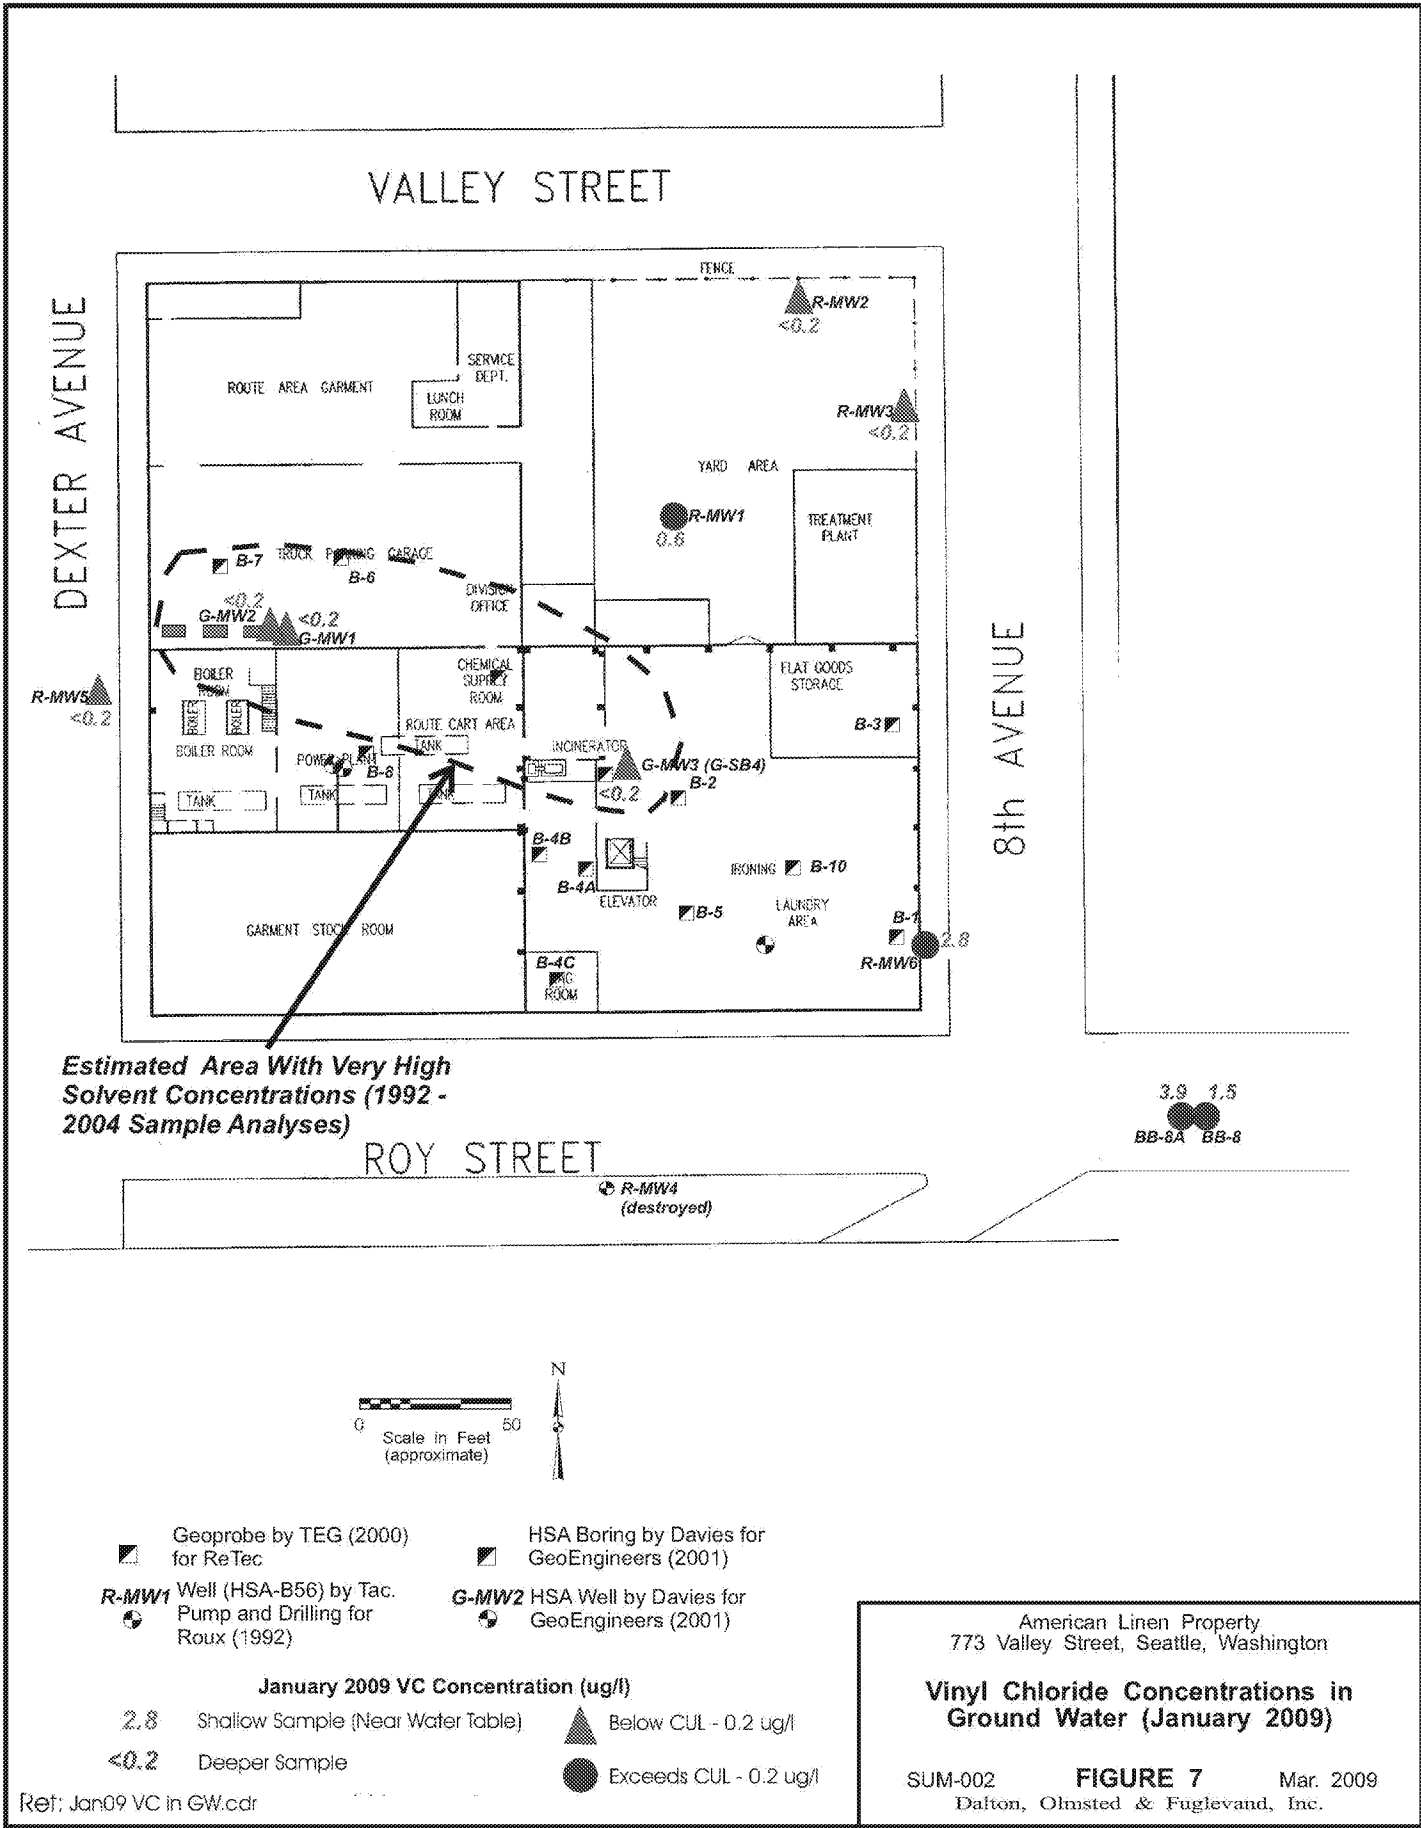 VALLEY STREET
FENCE
R-MW2
<0.2
DEXTER AVENUE
SERVICE
DEPT.
ROUTE AREA GARMENT
LUNCH
ROOM
R-MW3
<0.2
YARD AREA
R-MW1
0.6
TREATMENT
PLANT
TRUCK PARKING GARAGE
B-7
B-6
DIVISION
OFFICE
<0.2
G-MW2
<0.2
G-MW1
8th AVENUE
BOILER
ROOM
CHEMICAL
SUPPLY
ROOM
FLAT GOODS
STORAGE
R-MW5
<0.2
BOILER
BOILER
ROUTE CART AREA
B-3
BOILER ROOM
TANK
INCINERATOR
POWER PLANT
B-8
G-MW3 (G-SB4)
<0.2
B-2
TANK
TANK
TANK
B-4B
B-4A
IRONING
B-10
ELEVATOR
B-5
LAUNDRY
AREA
GARMENT STOCK ROOM
B-1
2.8
R-MW6
B-4C
ROOM
Estimated Area With Very High
Solvent Concentrations (1992 -
2004 Sample Analyses)
3.9 1.5
BB-8A BB-8
ROY STREET
R-MW4
(destroyed)
N
0 50
Scale in Feet
(approximate)
Geoprobe by TEG (2000)
for ReTec
HSA Boring by Davies for
GeoEngineers (2001)
R-MW1 Well (HSA-B56) by Tac.
Pump and Drilling for
Roux (1992)
G-MW2 HSA Well by Davies for
GeoEngineers (2001)
January 2009 VC Concentration (ug/l)
2.8 Shallow Sample (Near Water Table)
Below CUL - 0.2 ug/l
<0.2 Deeper Sample
Exceeds CUL - 0.2 ug/l
Ref: Jan09 VC in GW.cdr
American Linen Property
773 Valley Street, Seattle, Washington
Vinyl Chloride Concentrations in
Ground Water (January 2009)
SUM-002 FIGURE 7 Mar. 2009
Dalton, Olmsted & Fuglevand, Inc.